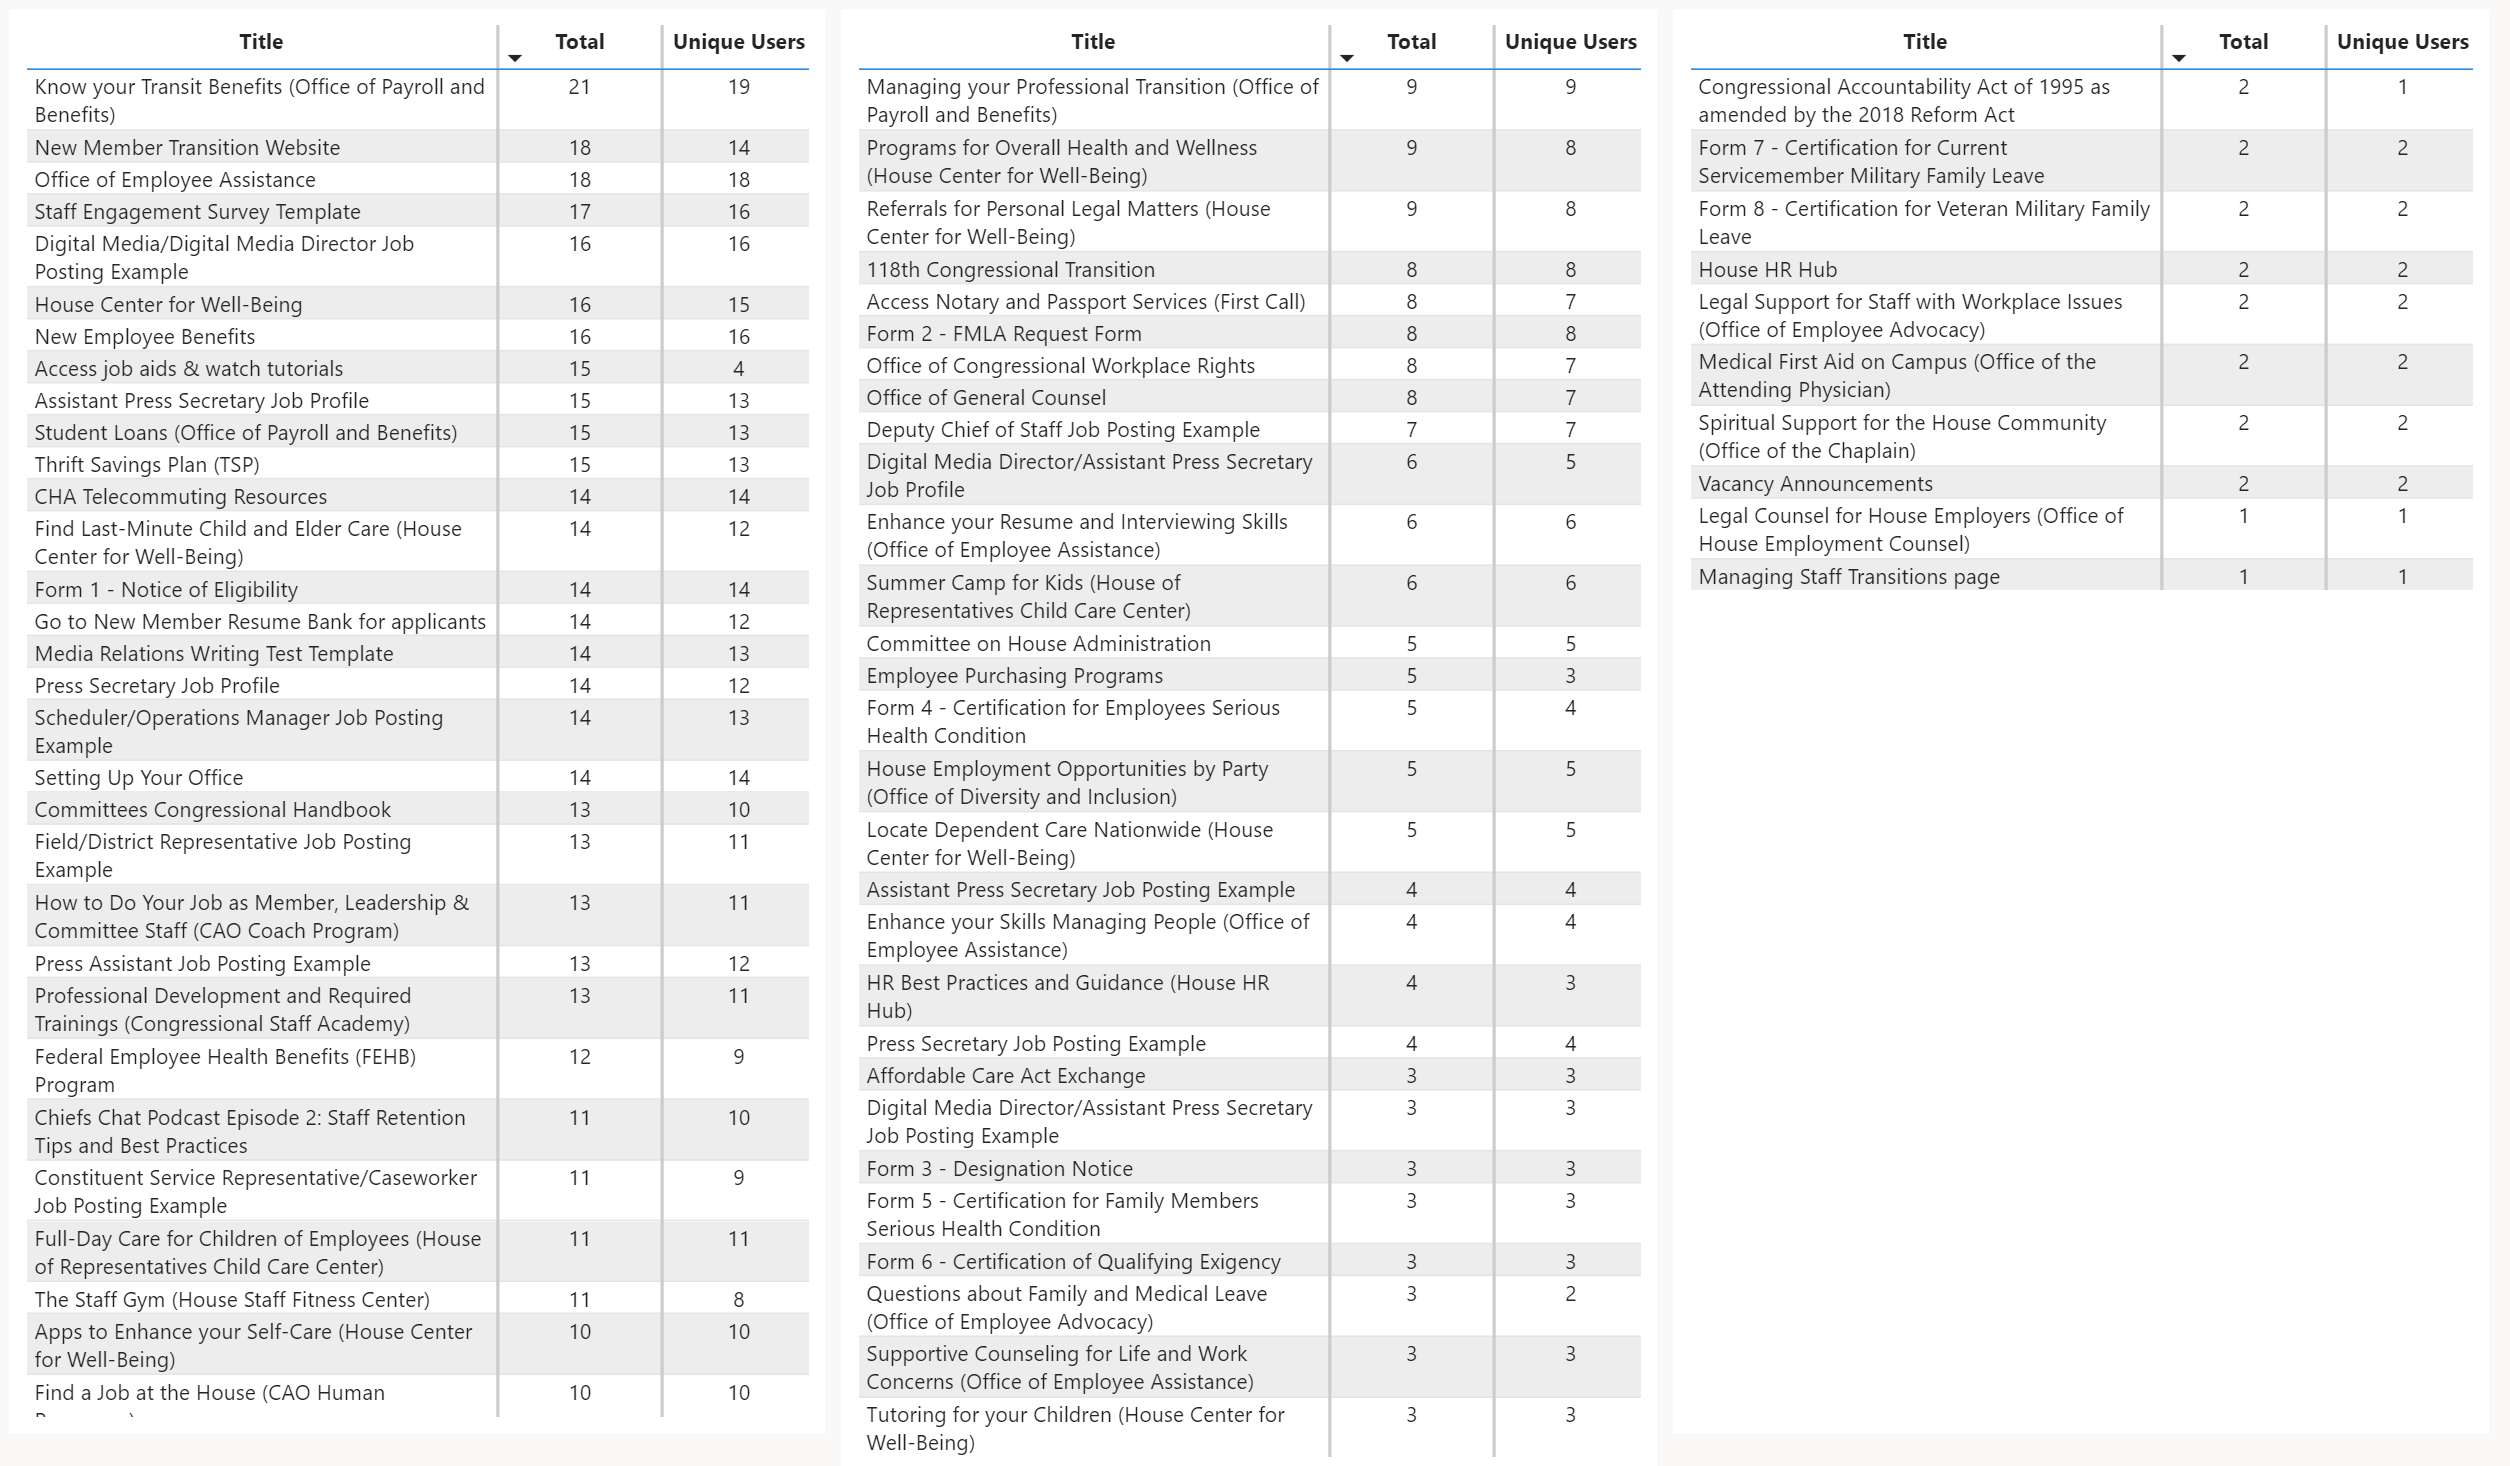 Title Total Unique Users
Know your Transit Benefits (Office of Payroll and 21 19
Benefits)
New Member Transition Website 18 14
Office of Employee Assistance 18 18
Staff Engagement Survey Template 17 16
Digital Media/Digital Media Director Job 16 16
Posting Example
House Center for Well-Being 16 15
New Employee Benefits 16 16
Access job aids & watch tutorials 15 4
Assistant Press Secretary Job Profile 15 13
Student Loans (Office of Payroll and Benefits) 15 13
Thrift Savings Plan (TSP) 15 13
CHA Telecommuting Resources 14 14
Find Last-Minute Child and Elder Care (House 14 12
Center for Well-Being)
Form 1 - Notice of Eligibility 14 14
Go to New Member Resume Bank for applicants 14 12
Media Relations Writing Test Template 14 13
Press Secretary Job Profile 14 12
Scheduler/Operations Manager Job Posting 14 13
Example
Setting Up Your Office 14 14
Committees Congressional Handbook 13 10
Field/District Representative Job Posting 13 11
Example
How to Do Your Job as Member, Leadership & 13 11
Committee Staff (CAO Coach Program)
Press Assistant Job Posting Example 13 12
Professional Development and Required 13 11
Trainings (Congressional Staff Academy)
Federal Employee Health Benefits (FEHB) 12 9
Program
Chiefs Chat Podcast Episode 2: Staff Retention 11 10
Tips and Best Practices
Constituent Service Representative/Caseworker 11 9
Job Posting Example
Full-Day Care for Children of Employees (House 11 11
of Representatives Child Care Center)
The Staff Gym (House Staff Fitness Center) 11 8
Apps to Enhance your Self-Care (House Center 10 10
for Well-Being)
Find a Job at the House (CAO Human 10 10
Title Total Unique Users
Managing your Professional Transition (Office of 9 9
Payroll and Benefits)
Programs for Overall Health and Wellness 9 8
(House Center for Well-Being)
Referrals for Personal Legal Matters (House 9 8
Center for Well-Being)
118th Congressional Transition 8 8
Access Notary and Passport Services (First Call) 8 7
Form 2 - FMLA Request Form 8 8
Office of Congressional Workplace Rights 8 7
Office of General Counsel 8 7
Deputy Chief of Staff Job Posting Example 7 7
Digital Media Director/Assistant Press Secretary 6 5
Job Profile
Enhance your Resume and Interviewing Skills 6 6
(Office of Employee Assistance)
Summer Camp for Kids (House of 6 6
Representatives Child Care Center)
Committee on House Administration 5 5
Employee Purchasing Programs 5 3
Form 4 - Certification for Employees Serious 5 4
Health Condition
House Employment Opportunities by Party 5 5
(Office of Diversity and Inclusion)
Locate Dependent Care Nationwide (House 5 5
Center for Well-Being)
Assistant Press Secretary Job Posting Example 4 4
Enhance your Skills Managing People (Office of 4 4
Employee Assistance)
HR Best Practices and Guidance (House HR 4 3
Hub)
Press Secretary Job Posting Example 4 4
Affordable Care Act Exchange 3 3
Digital Media Director/Assistant Press Secretary 3 3
Job Posting Example
Form 3 - Designation Notice 3 3
Form 5 - Certification for Family Members 3 3
Serious Health Condition
Form 6 - Certification of Qualifying Exigency 3 3
Questions about Family and Medical Leave 3 2
(Office of Employee Advocacy)
Supportive Counseling for Life and Work 3 3
Concerns (Office of Employee Assistance)
Tutoring for your Children (House Center for 3 3
Well-Being)
Title Total Unique Users
Congressional Accountability Act of 1995 as 2 1
amended by the 2018 Reform Act
Form 7 - Certification for Current 2 2
Servicemember Military Family Leave
Form 8 - Certification for Veteran Military Family 2 2
Leave
House HR Hub 2 2
Legal Support for Staff with Workplace Issues 2 2
(Office of Employee Advocacy)
Medical First Aid on Campus (Office of the 2 2
Attending Physician)
Spiritual Support for the House Community 2 2
(Office of the Chaplain)
Vacancy Announcements 2 2
Legal Counsel for House Employers (Office of 1 1
House Employment Counsel)
Managing Staff Transitions page 1 1